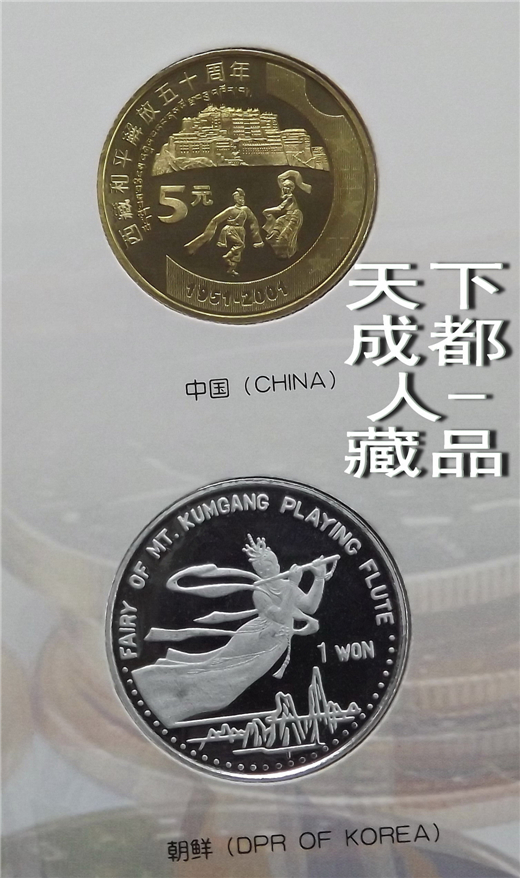 西藏和平解放五十周年
5元
1951-2001
中国 (CHINA)
天下
成都
人-
藏品
FAIRY OF MT. KUMGANG PLAYING FLUTE
1 WON
朝鲜 (DPR OF KOREA)